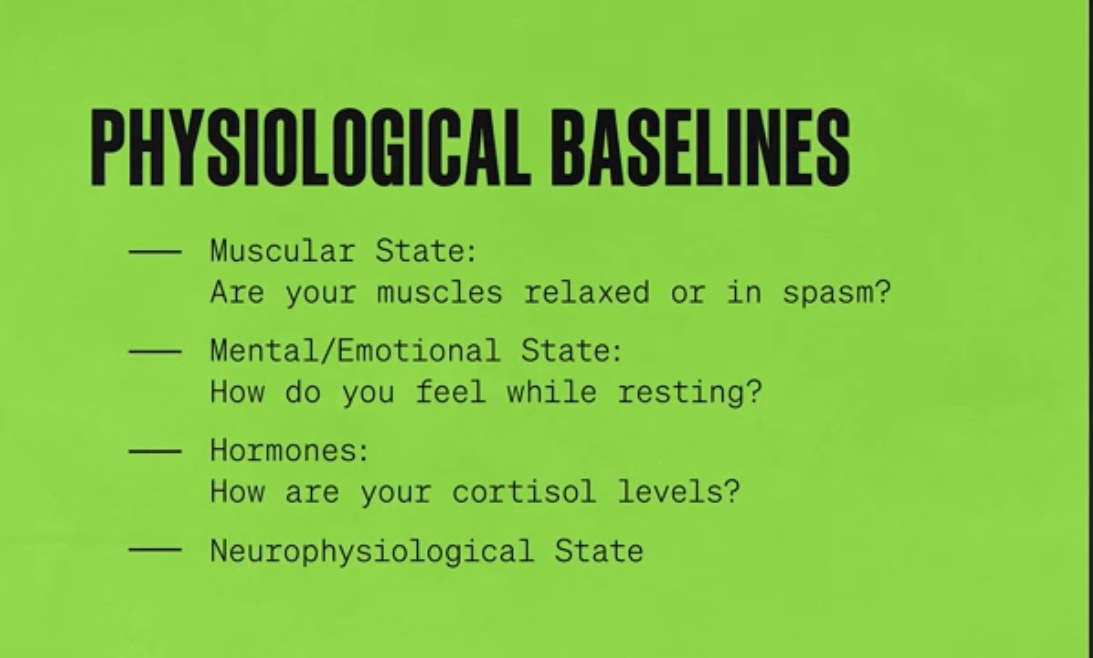 PHYSIOLOGICAL BASELINES
Muscular State:
Are your muscles relaxed or in spasm?
Mental/Emotional State:
How do you feel while resting?
Hormones:
How are your cortisol levels?
Neurophysiological State